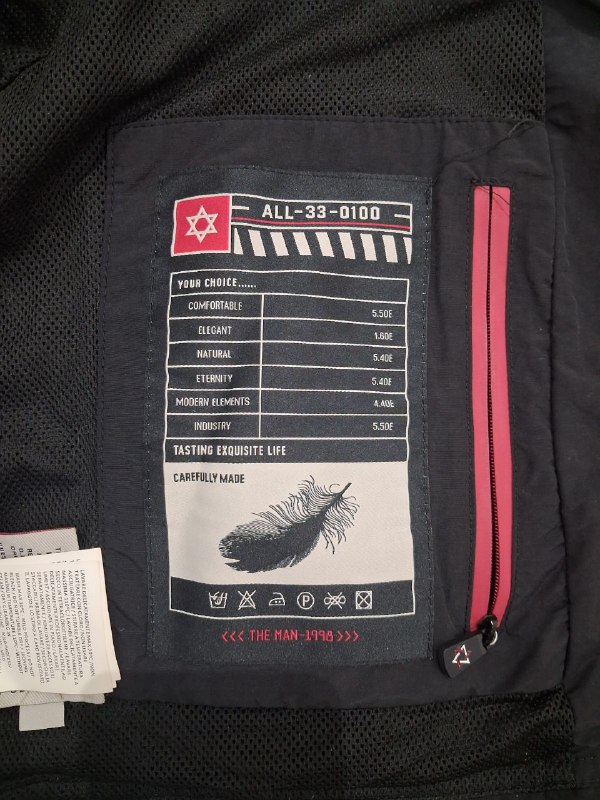 ALL-33-0100
YOUR CHOICE......
COMFORTABLE 5.50E
ELEGANT 1.60E
NATURAL 5.40E
ETERNITY 5.40E
MODERN ELEMENTS 4.40E
INDUSTRY 5.50E
TASTING EXQUISITE LIFE
CAREFULLY MADE
P
<<< THE MAN-1998 >>>